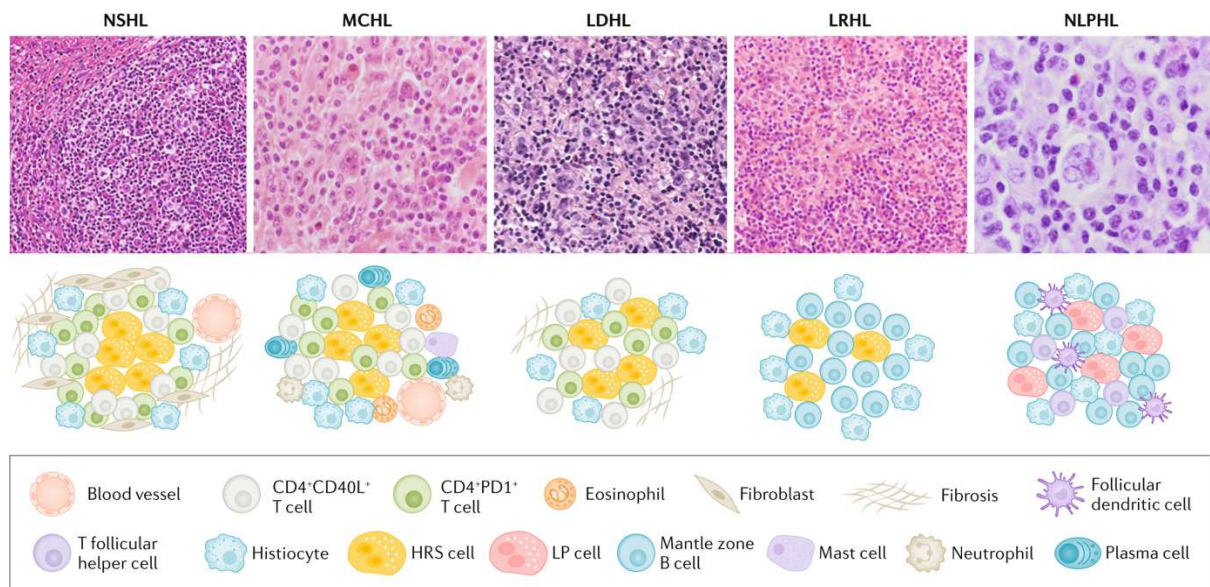 NSHL
MCHL
LDHL
LRHL
NLPHL
Blood vessel
CD4⁺CD40L⁺
T cell
CD4⁺PD1⁺
T cell
Eosinophil
Fibroblast
Fibrosis
Follicular
dendritic cell
T follicular
helper cell
Histiocyte
HRS cell
LP cell
Mantle zone
B cell
Mast cell
Neutrophil
Plasma cell